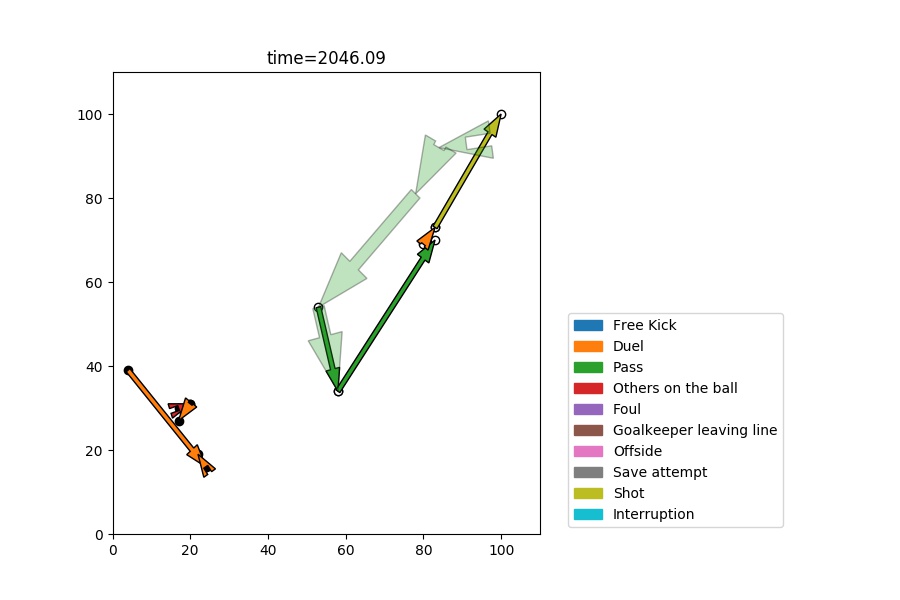 time=2046.09
100
80
60
40
20
0
0 20 40 60 80 100
Free Kick
Duel
Pass
Others on the ball
Foul
Goalkeeper leaving line
Offside
Save attempt
Shot
Interruption